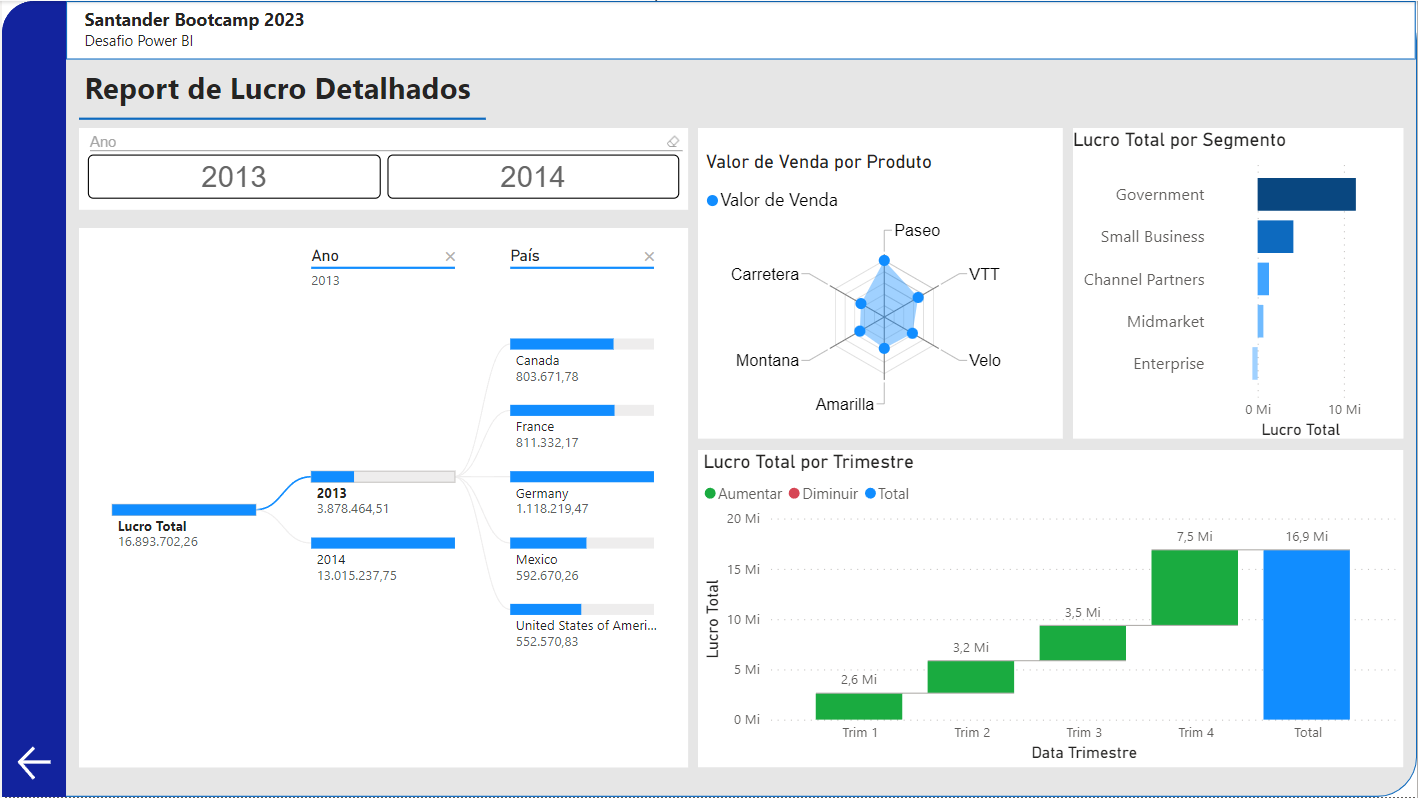 Santander Bootcamp 2023
Desafio Power BI
Report de Lucro Detalhados
Ano
2013
2014
Ano
2013
País
Lucro Total
16.893.702,26
2013
3.878.464,51
2014
13.015.237,75
Canada
803.671,78
France
811.332,17
Germany
1.118.219,47
Mexico
592.670,26
United States of Ameri...
552.570,83
Valor de Venda por Produto
Valor de Venda
Paseo
VTT
Velo
Amarilla
Montana
Carretera
Lucro Total por Segmento
Government
Small Business
Channel Partners
Midmarket
Enterprise
0 Mi 10 Mi
Lucro Total
Lucro Total por Trimestre
Aumentar Diminuir Total
Lucro Total
20 Mi
15 Mi
10 Mi
5 Mi
0 Mi
2,6 Mi
3,2 Mi
3,5 Mi
7,5 Mi
16,9 Mi
Trim 1 Trim 2 Trim 3 Trim 4 Total
Data Trimestre